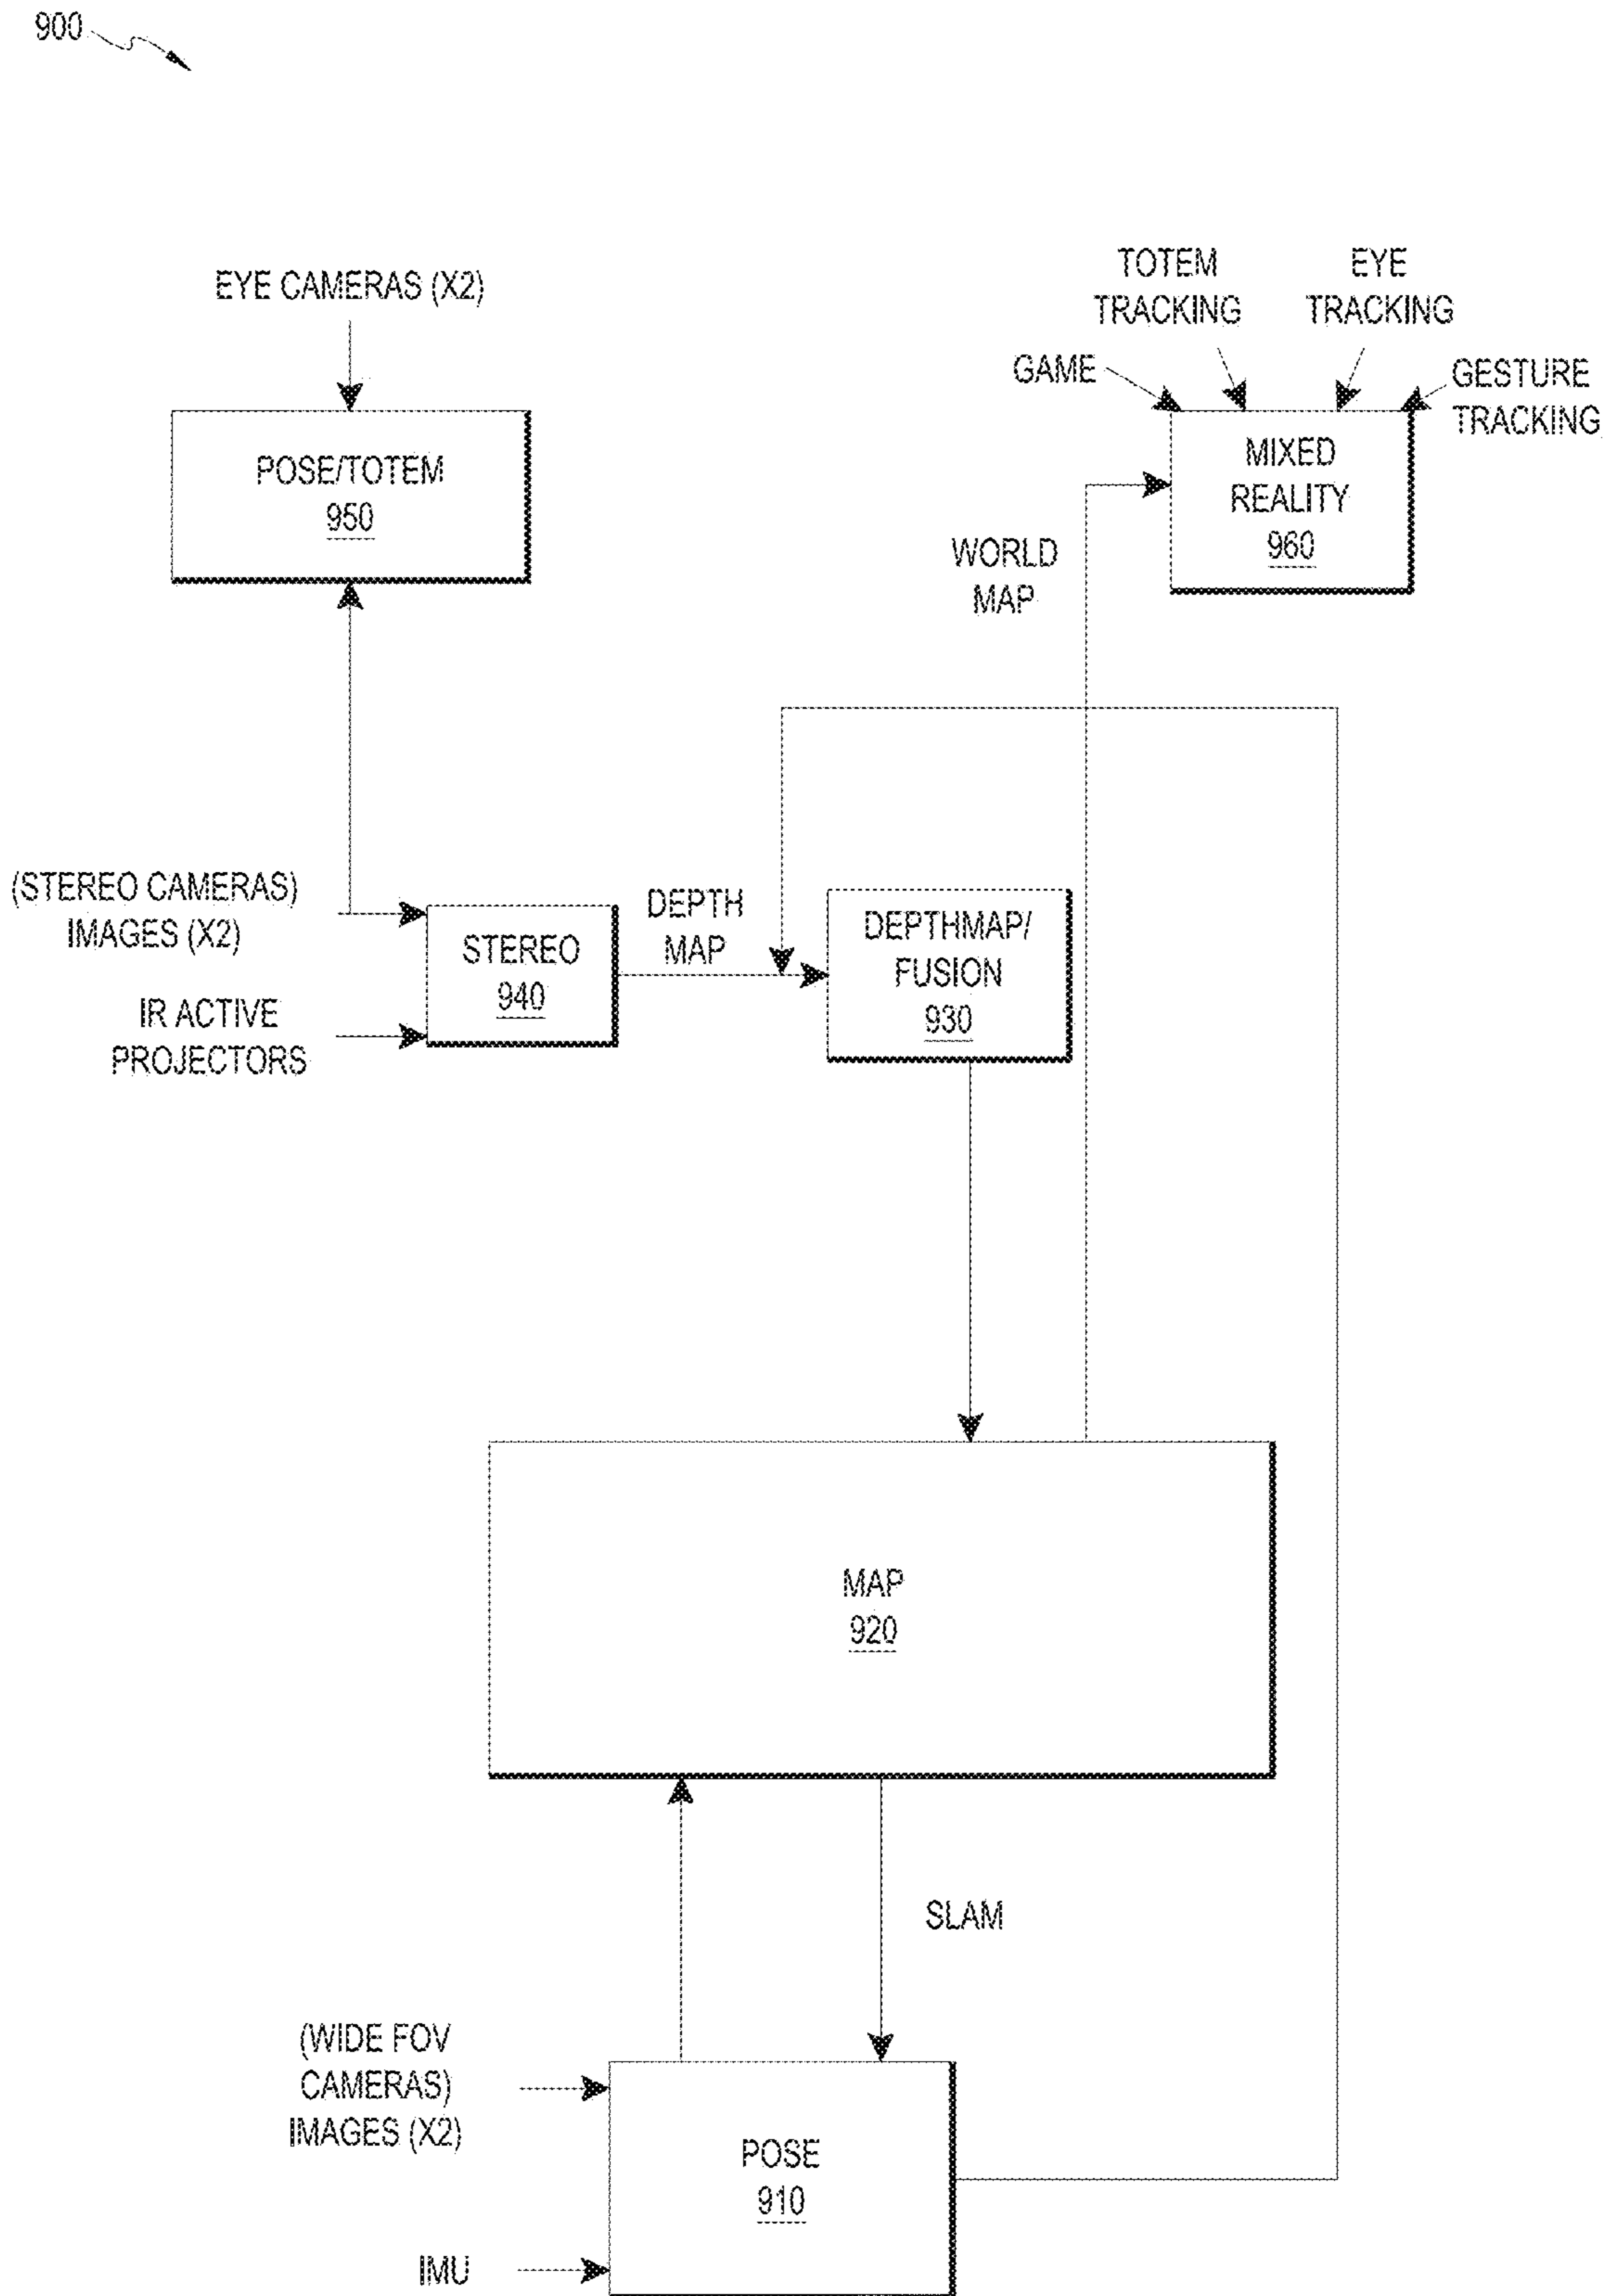 900
EYE CAMERAS (X2)
POSE/TOTEM
950
TOTEM
TRACKING
EYE
TRACKING
GAME
GESTURE
TRACKING
MIXED
REALITY
960
WORLD
MAP
(STEREO CAMERAS)
IMAGES (X2)
IR ACTIVE
PROJECTORS
STEREO
940
DEPTH
MAP
DEPTHMAP/
FUSION
930
MAP
920
SLAM
(WIDE FOV
CAMERAS)
IMAGES (X2)
IMU
POSE
910